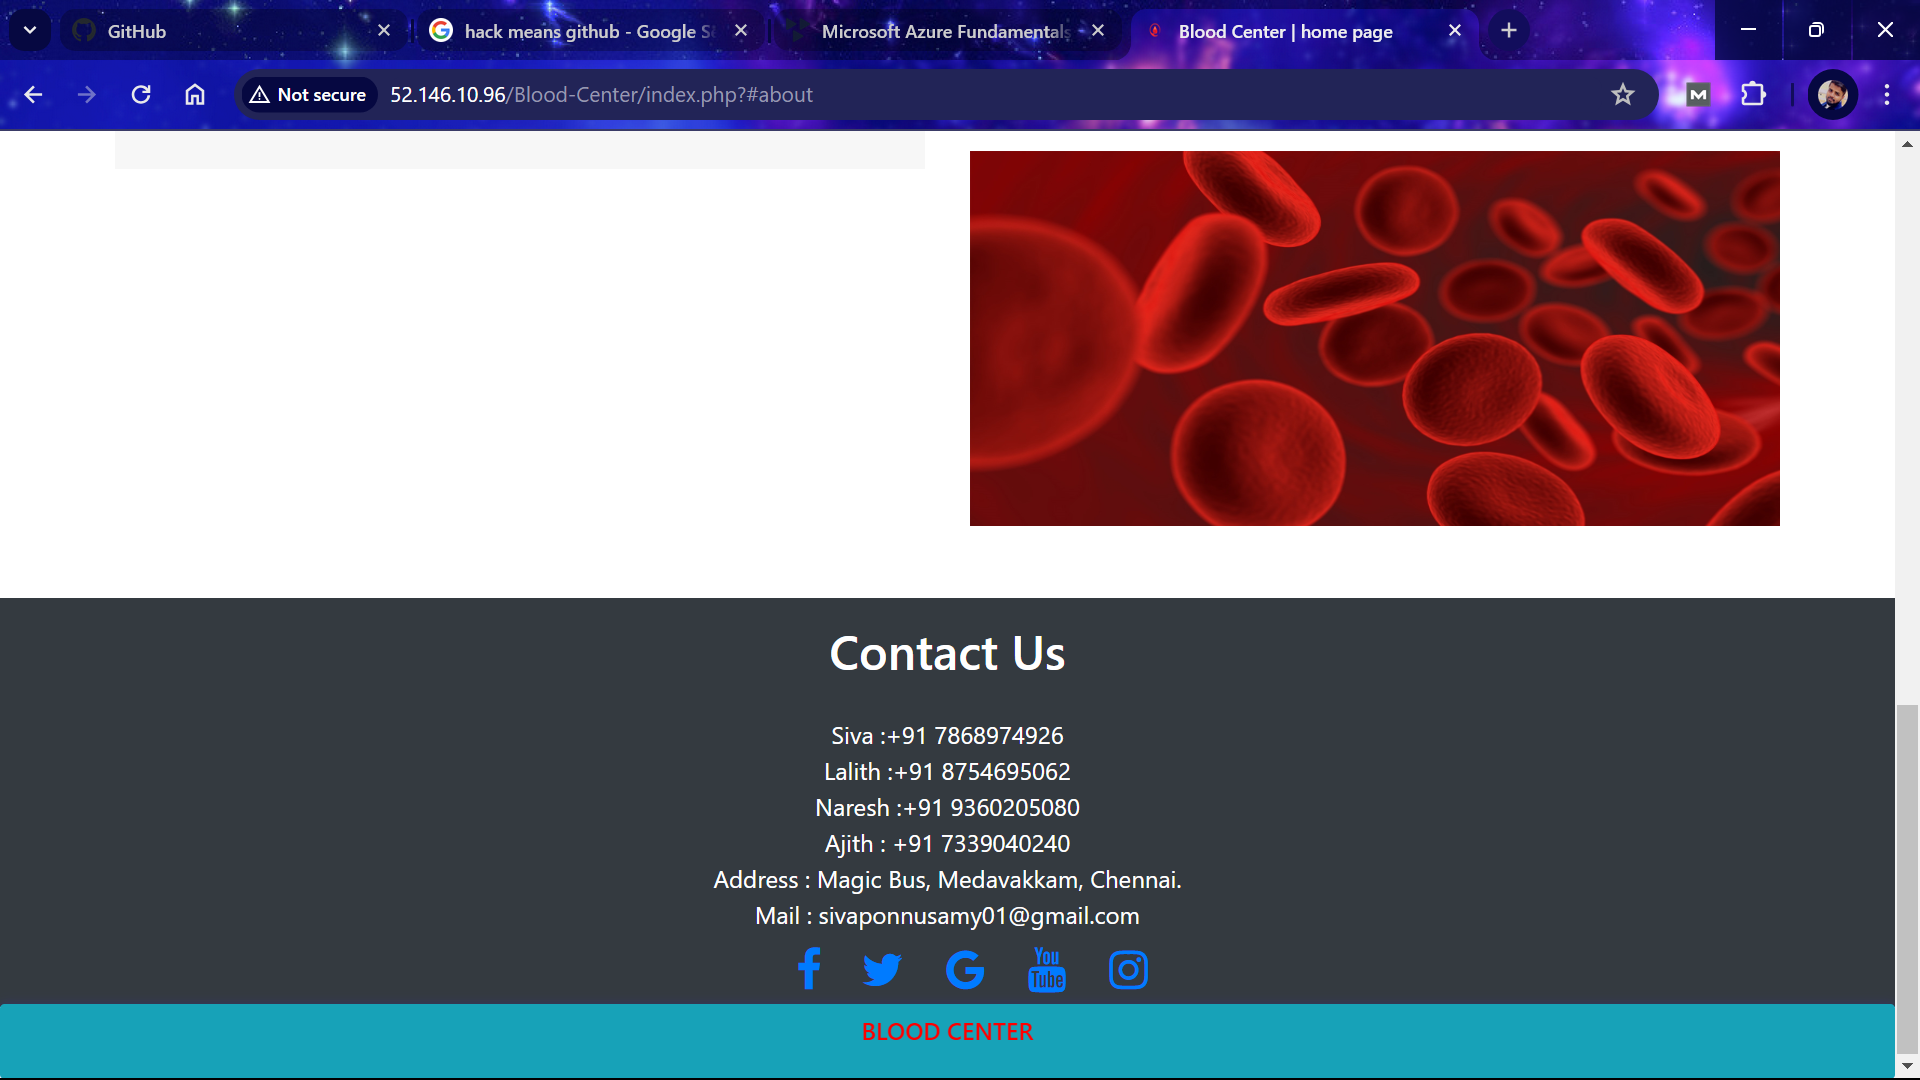 GitHub
hack means github - Google S
Microsoft Azure Fundamentals
Blood Center | home page
Not secure
52.146.10.96/Blood-Center/index.php?#about
M
Contact Us
Siva :+91 7868974926
Lalith :+91 8754695062
Naresh :+91 9360205080
Ajith : +91 7339040240
Address : Magic Bus, Medavakkam, Chennai.
Mail : sivaponnusamy01@gmail.com
You
Tube
BLOOD CENTER